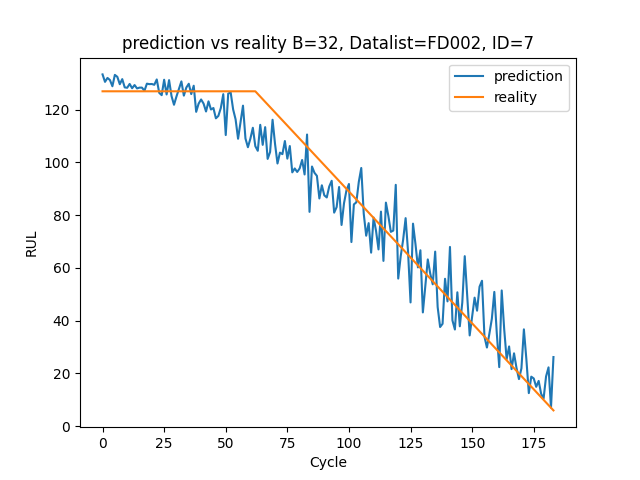 prediction vs reality B=32, Datalist=FD002, ID=7
prediction
reality
RUL
120
100
80
60
40
20
0
0 25 50 75 100 125 150 175
Cycle